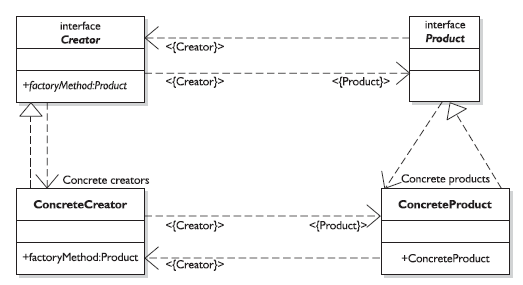 interface
Creator
+factoryMethod:Product
interface
Product
<{Creator}>
<{Creator}>
<{Product}>
Concrete creators
Concrete products
ConcreteCreator
+factoryMethod:Product
<{Creator}>
<{Product}>
<{Creator}>
ConcreteProduct
+ConcreteProduct